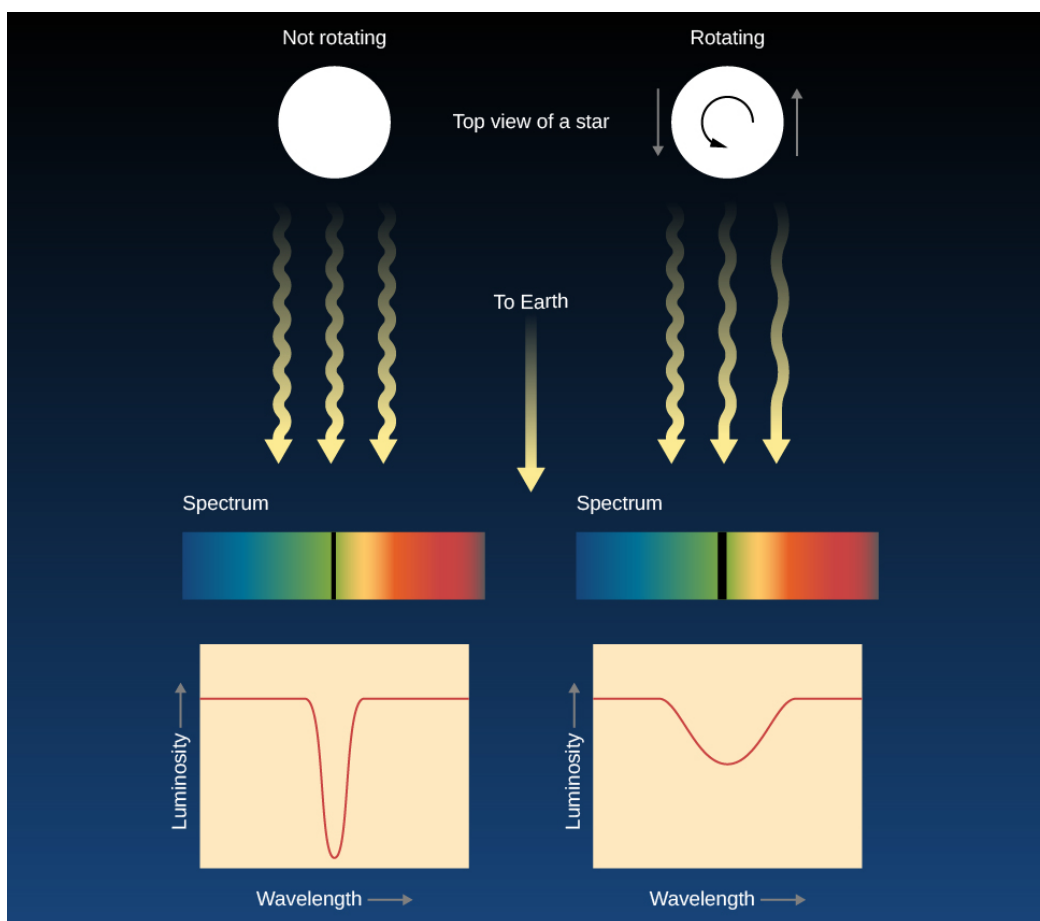 Not rotating
Rotating
Top view of a star
To Earth
Spectrum
Spectrum
Luminosity
Luminosity
Wavelength
Wavelength